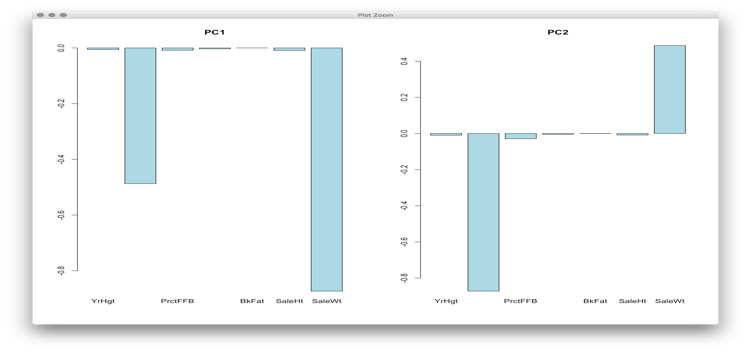 Plot Zoom
PC1
0.0
-0.2
-0.4
-0.6
-0.8
YrHgt PrctFFB BkFat SaleHt SaleWt
PC2
0.4
0.2
0.0
-0.2
-0.4
-0.6
-0.8
YrHgt PrctFFB BkFat SaleHt SaleWt